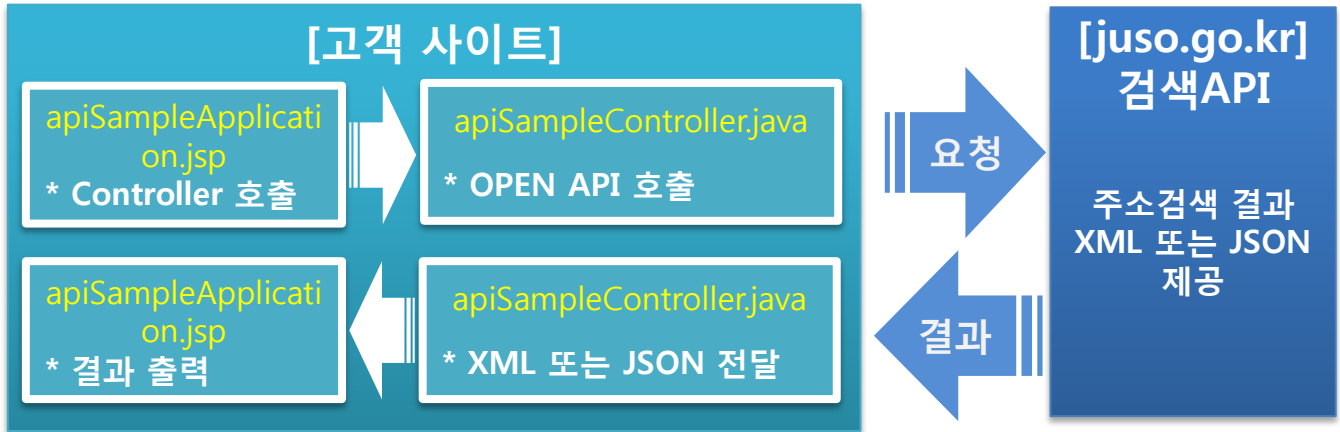 [고객 사이트]
apiSampleApplicati
on.jsp
* Controller 호출
apiSampleController.java
* OPEN API 호출
요청
[juso.go.kr]
검색API
주소검색 결과
XML 또는 JSON
제공
결과
apiSampleController.java
* XML 또는 JSON 전달
apiSampleApplicati
on.jsp
* 결과 출력